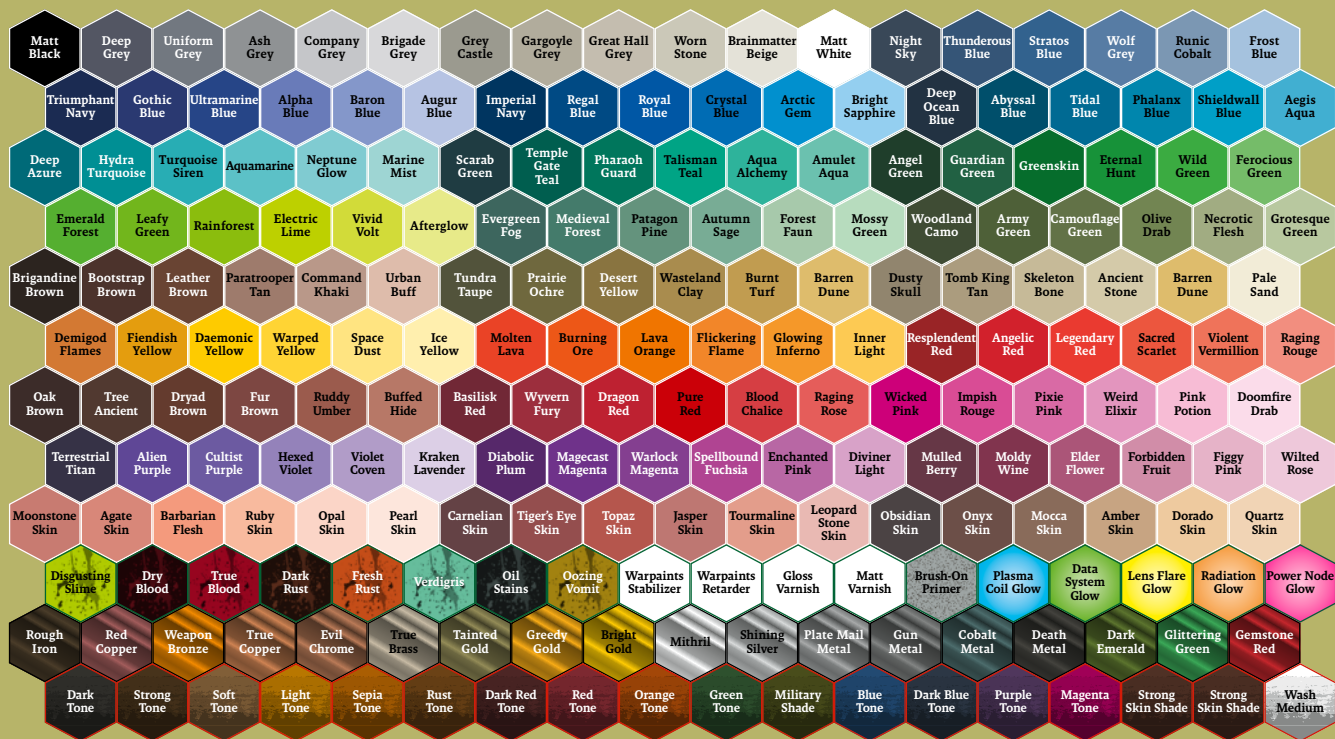 Matt Black
Deep Grey
Uniform Grey
Ash Grey
Company Grey
Brigade Grey
Grey Castle
Gargoyle Grey
Great Hall Grey
Worn Stone
Brainmatter Beige
Matt White
Night Sky
Thunderous Blue
Stratos Blue
Wolf Grey
Runic Cobalt
Frost Blue
Triumphant Navy
Gothic Blue
Ultramarine Blue
Alpha Blue
Baron Blue
Augur Blue
Imperial Navy
Regal Blue
Royal Blue
Crystal Blue
Arctic Gem
Bright Sapphire
Deep Ocean Blue
Abyssal Blue
Tidal Blue
Phalanx Blue
Shieldwall Blue
Aegis Aqua
Deep Azure
Hydra Turquoise
Turquoise Siren
Aquamarine
Neptune Glow
Marine Mist
Scarab Green
Temple Gate Teal
Pharaoh Guard
Talisman Teal
Aqua Alchemy
Amulet Aqua
Angel Green
Guardian Green
Greenskin
Eternal Hunt
Wild Green
Ferocious Green
Emerald Forest
Leafy Green
Rainforest
Electric Lime
Vivid Volt
Afterglow
Evergreen Fog
Medieval Forest
Patagon Pine
Autumn Sage
Forest Faun
Mossy Green
Woodland Camo
Army Green
Camouflage Green
Olive Drab
Necrotic Flesh
Grotesque Green
Brigandine Brown
Bootstrap Brown
Leather Brown
Paratrooper Tan
Command Khaki
Urban Buff
Tundra Taupe
Prairie Ochre
Desert Yellow
Wasteland Clay
Burnt Turf
Barren Dune
Dusty Skull
Tomb King Tan
Skeleton Bone
Ancient Stone
Barren Dune
Pale Sand
Demigod Flames
Fiendish Yellow
Daemonic Yellow
Warped Yellow
Space Dust
Ice Yellow
Molten Lava
Burning Ore
Lava Orange
Flickering Flame
Glowing Inferno
Inner Light
Resplendent Red
Angelic Red
Legendary Red
Sacred Scarlet
Violent Vermillion
Raging Rouge
Oak Brown
Tree Ancient
Dryad Brown
Fur Brown
Ruddy Umber
Buffed Hide
Basilisk Red
Wyvern Fury
Dragon Red
Pure Red
Blood Chalice
Raging Rose
Wicked Pink
Impish Rouge
Pixie Pink
Weird Elixir
Pink Potion
Doomfire Drab
Terrestrial Titan
Alien Purple
Cultist Purple
Hexed Violet
Violet Coven
Kraken Lavender
Diabolic Plum
Magecast Magenta
Warlock Magenta
Spellbound Fuchsia
Enchanted Pink
Diviner Light
Mulled Berry
Moldy Wine
Elder Flower
Forbidden Fruit
Figgy Pink
Wilted Rose
Moonstone Skin
Agate Skin
Barbarian Flesh
Ruby Skin
Opal Skin
Pearl Skin
Carnelian Skin
Tiger's Eye Skin
Topaz Skin
Jasper Skin
Tourmaline Skin
Leopard Stone Skin
Obsidian Skin
Onyx Skin
Mocca Skin
Amber Skin
Dorado Skin
Quartz Skin
Disgusting Slime
Dry Blood
True Blood
Dark Rust
Fresh Rust
Verdigris
Oil Stains
Oozing Vomit
Warpaints Stabilizer
Warpaints Retarder
Gloss Varnish
Matt Varnish
Brush-On Primer
Plasma Coil Glow
Data System Glow
Lens Flare Glow
Radiation Glow
Power Node Glow
Rough Iron
Red Copper
Weapon Bronze
True Copper
Evil Chrome
True Brass
Tainted Gold
Greedy Gold
Bright Gold
Mithril
Shining Silver
Plate Mail Metal
Gun Metal
Cobalt Metal
Death Metal
Dark Emerald
Glittering Green
Gemstone Red
Dark Tone
Strong Tone
Soft Tone
Light Tone
Sepia Tone
Rust Tone
Dark Red Tone
Red Tone
Orange Tone
Green Tone
Military Shade
Blue Tone
Dark Blue Tone
Purple Tone
Magenta Tone
Strong Skin Shade
Strong Skin Shade
Wash Medium